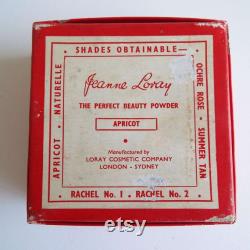 SHADES OBTAINABLE—
APRICOT · NATURELLE
Jeanne Loray
THE PERFECT BEAUTY POWDER
APRICOT
Manufactured by
LORAY COSMETIC COMPANY
LONDON - SYDNEY
OCHRE ROSE · SUMMER TAN
RACHEL No. 1 · RACHEL No. 2
Etsy